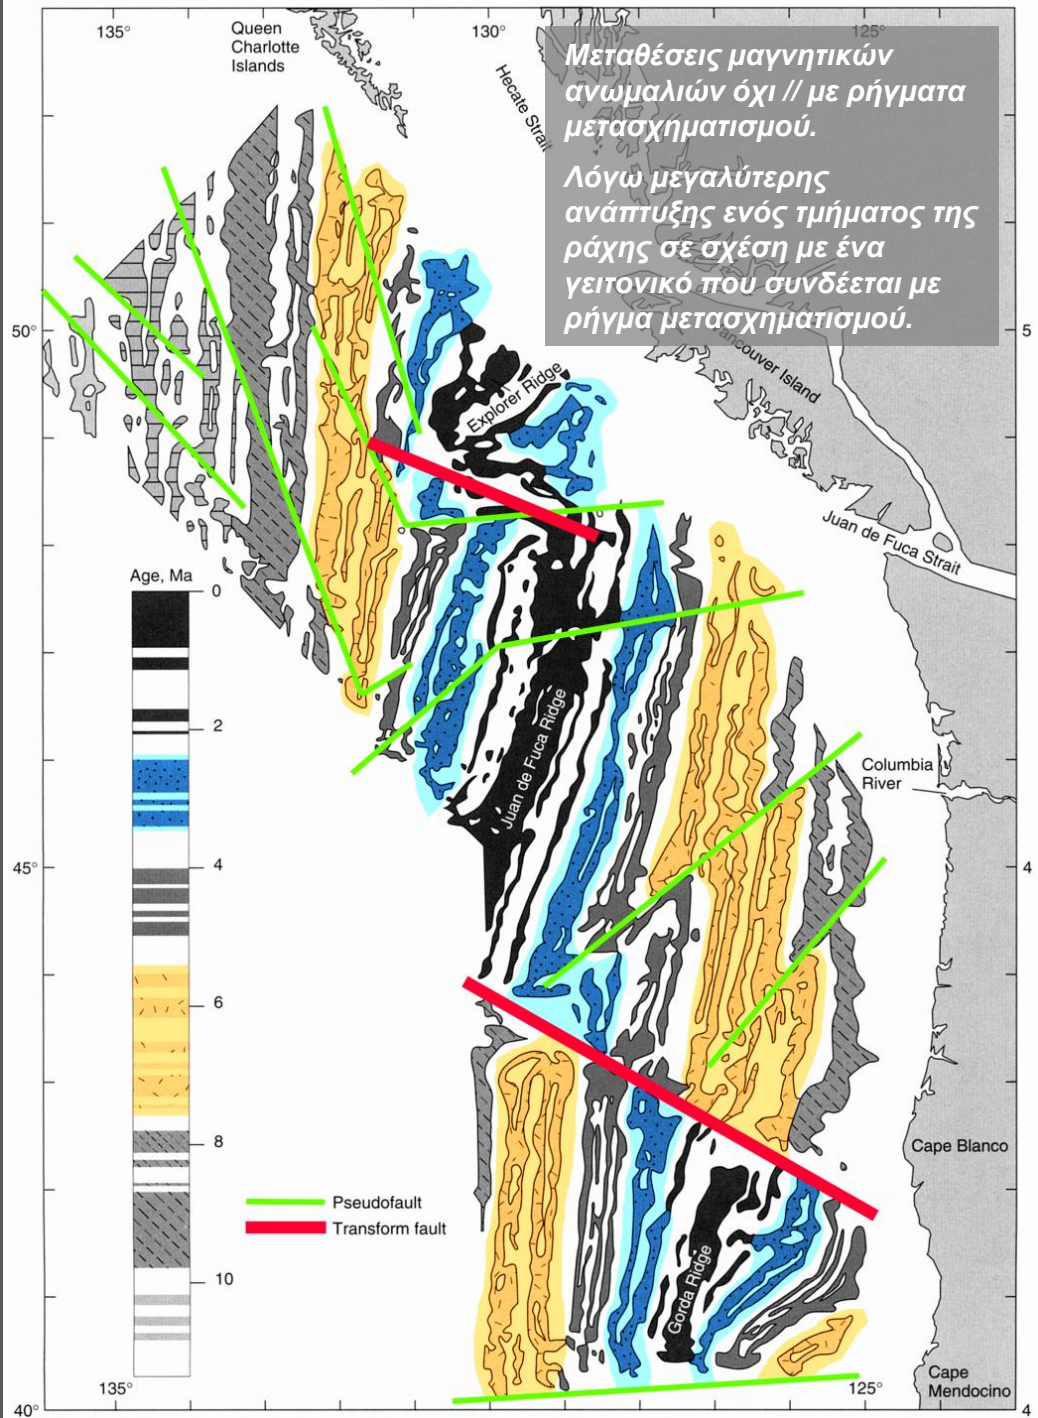 135°
130°
125°
Queen
Charlotte
Islands
Hecate Strait
Μεταθέσεις μαγνητικών
ανωμαλιών όχι // με ρήγματα
μετασχηματισμού.
Λόγω μεγαλύτερης
ανάπτυξης ενός τμήματος της
ράχης σε σχέση με ένα
γειτονικό που συνδέεται με
ρήγμα μετασχηματισμού.
50°
5
Vancouver Island
Explorer Ridge
Juan de Fuca Strait
Age, Ma
0
2
4
6
8
10
Juan de Fuca Ridge
Columbia
River
45°
4
Cape Blanco
Pseudofault
Transform fault
Gorda Ridge
Cape
Mendocino
135°
125°
40°
4